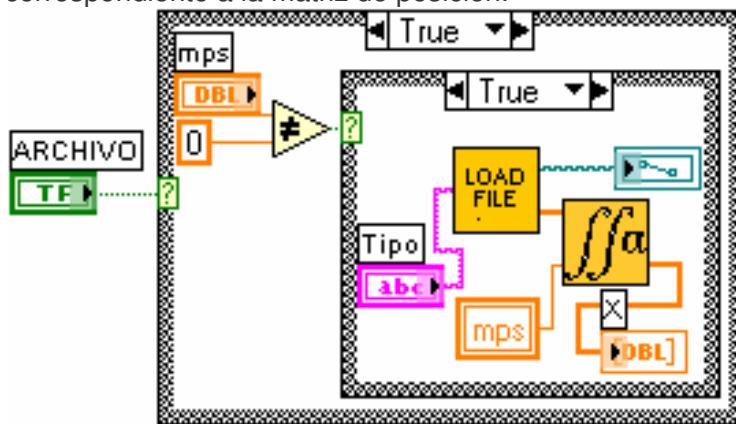 correspondiente a la matriz de posición.
True
mps
DBL
0
≠
?
ARCHIVO
TF
?
True
LOAD
FILE
Tipo
abc
∫∫a
mps
X
[DBL]